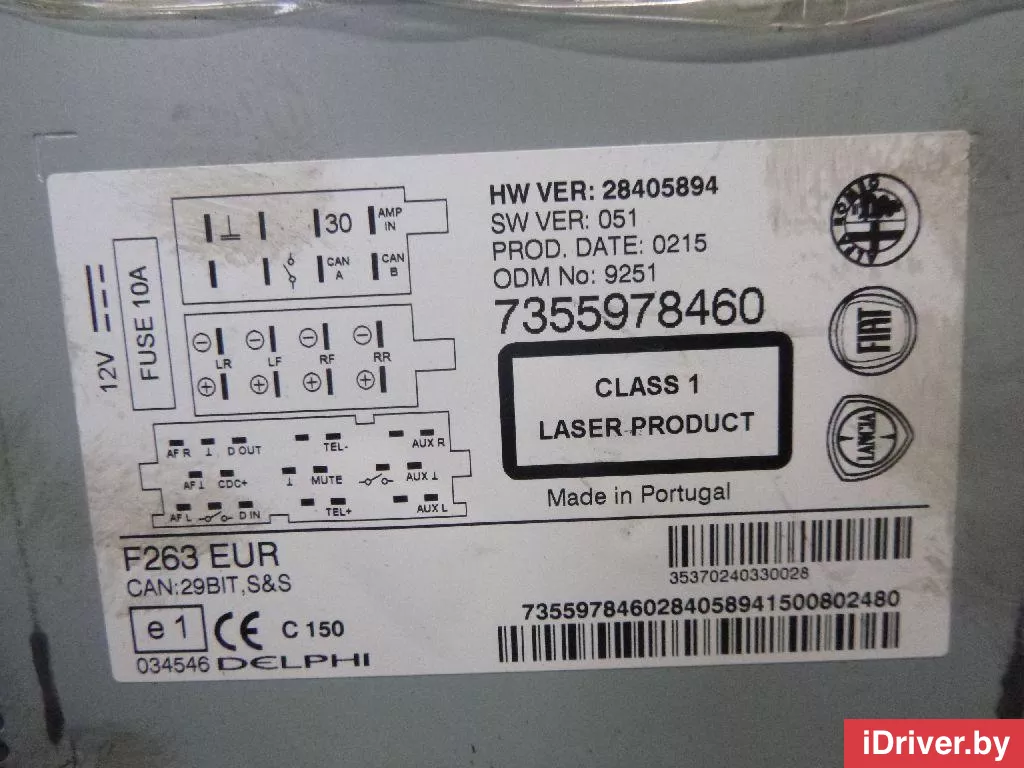 HW VER: 28405894
SW VER: 051
PROD. DATE: 0215
ODM No: 9251
7355978460
CLASS 1
LASER PRODUCT
Made in Portugal
ALFA ROMEO
FIAT
LANCIA
12V
FUSE 10A
30 AMP IN
CAN A CAN B
LR LF RF RR
AF R D OUT TEL- AUX R
AF CDC+ MUTE AUX
AF L D IN TEL+ AUX L
F263 EUR
CAN:29BIT,S&S
e 1 CE C 150
034546 DELPHI
35370240330028
7355978460284058941500802480
iDriver.by